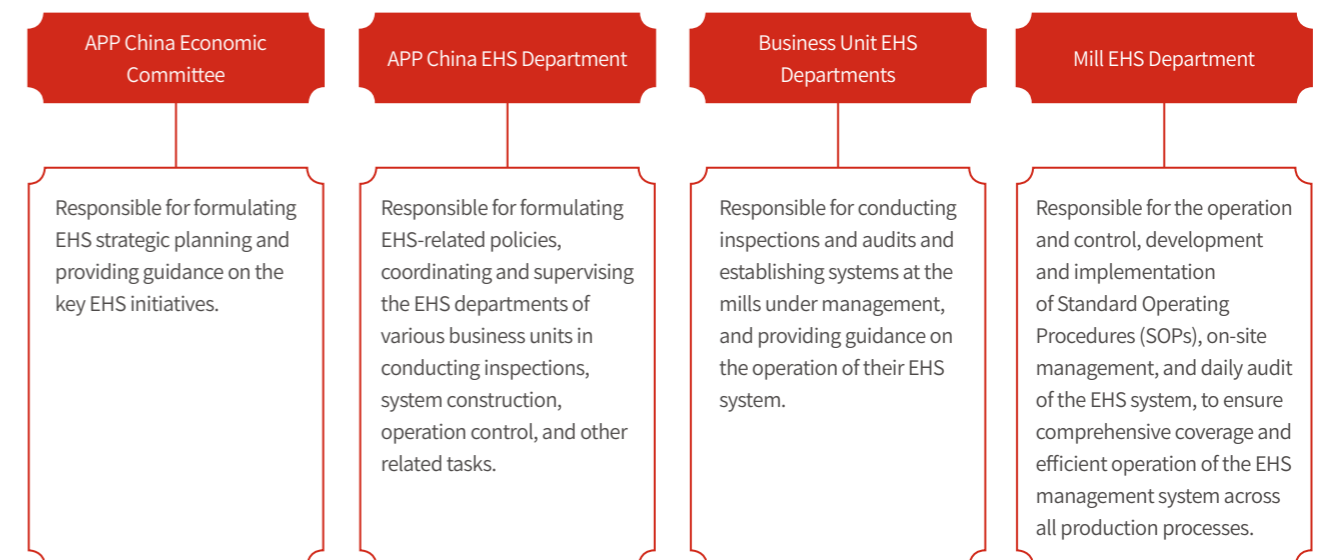 APP China Economic
Committee
Responsible for formulating
EHS strategic planning and
providing guidance on the
key EHS initiatives.
APP China EHS Department
Responsible for formulating
EHS-related policies,
coordinating and supervising
the EHS departments of
various business units in
conducting inspections,
system construction,
operation control, and other
related tasks.
Business Unit EHS
Departments
Responsible for conducting
inspections and audits and
establishing systems at the
mills under management,
and providing guidance on
the operation of their EHS
system.
Mill EHS Department
Responsible for the operation
and control, development
and implementation
of Standard Operating
Procedures (SOPs), on-site
management, and daily audit
of the EHS system, to ensure
comprehensive coverage and
efficient operation of the EHS
management system across
all production processes.